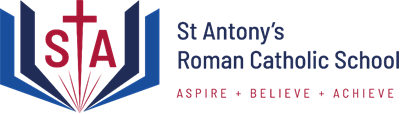 S A
St Antony's
Roman Catholic School
ASPIRE + BELIEVE + ACHIEVE